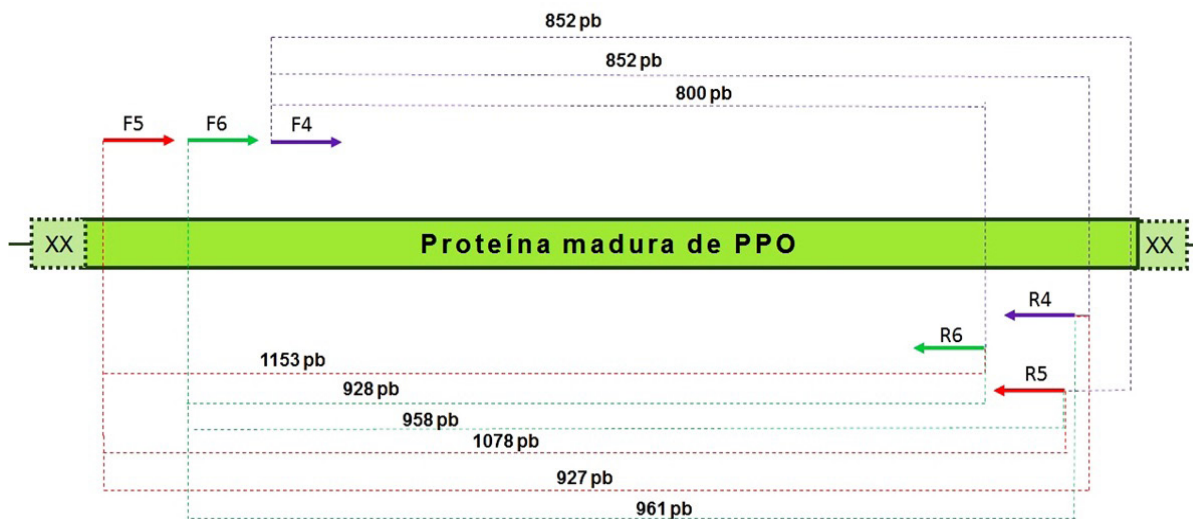 852 pb
852 pb
800 pb
F5 F6 F4
XX Proteína madura de PPO XX
R4
R6
1153 pb
R5
928 pb
958 pb
1078 pb
927 pb
961 pb